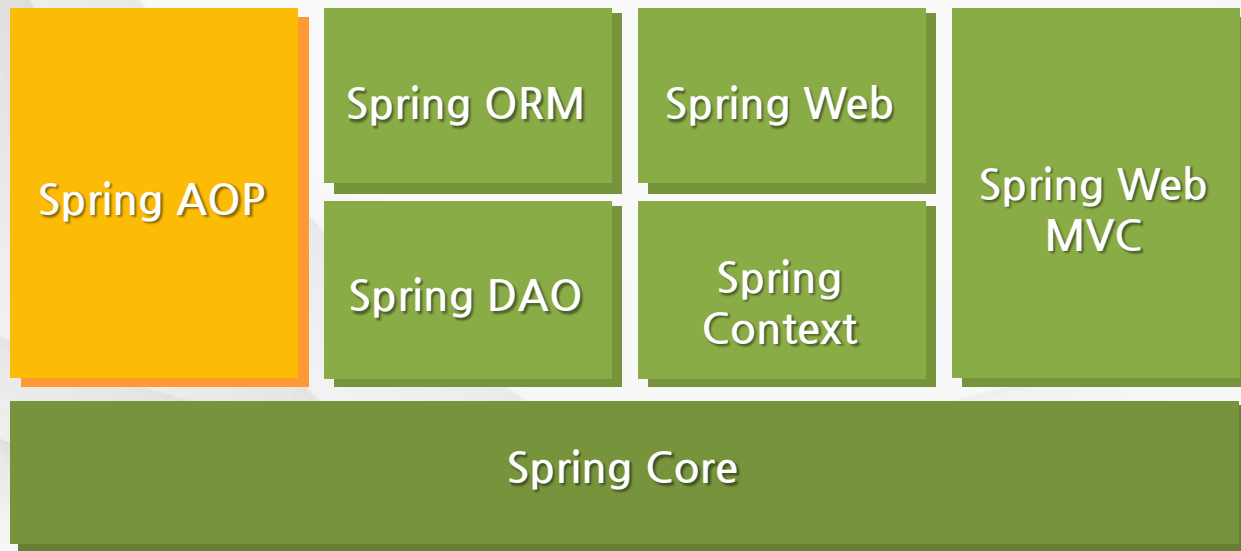 Spring AOP
Spring ORM
Spring Web
Spring Web
MVC
Spring DAO
Spring
Context
Spring Core